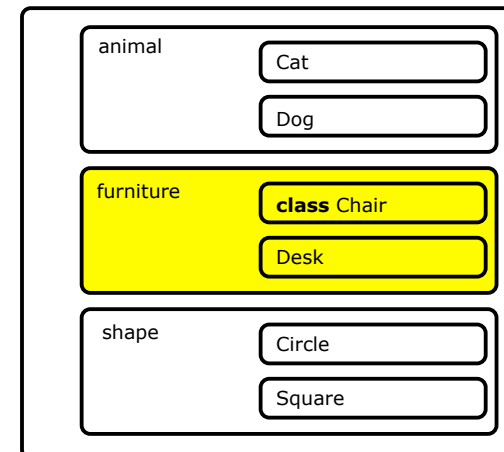 animal
Cat
Dog
furniture
class Chair
Desk
shape
Circle
Square